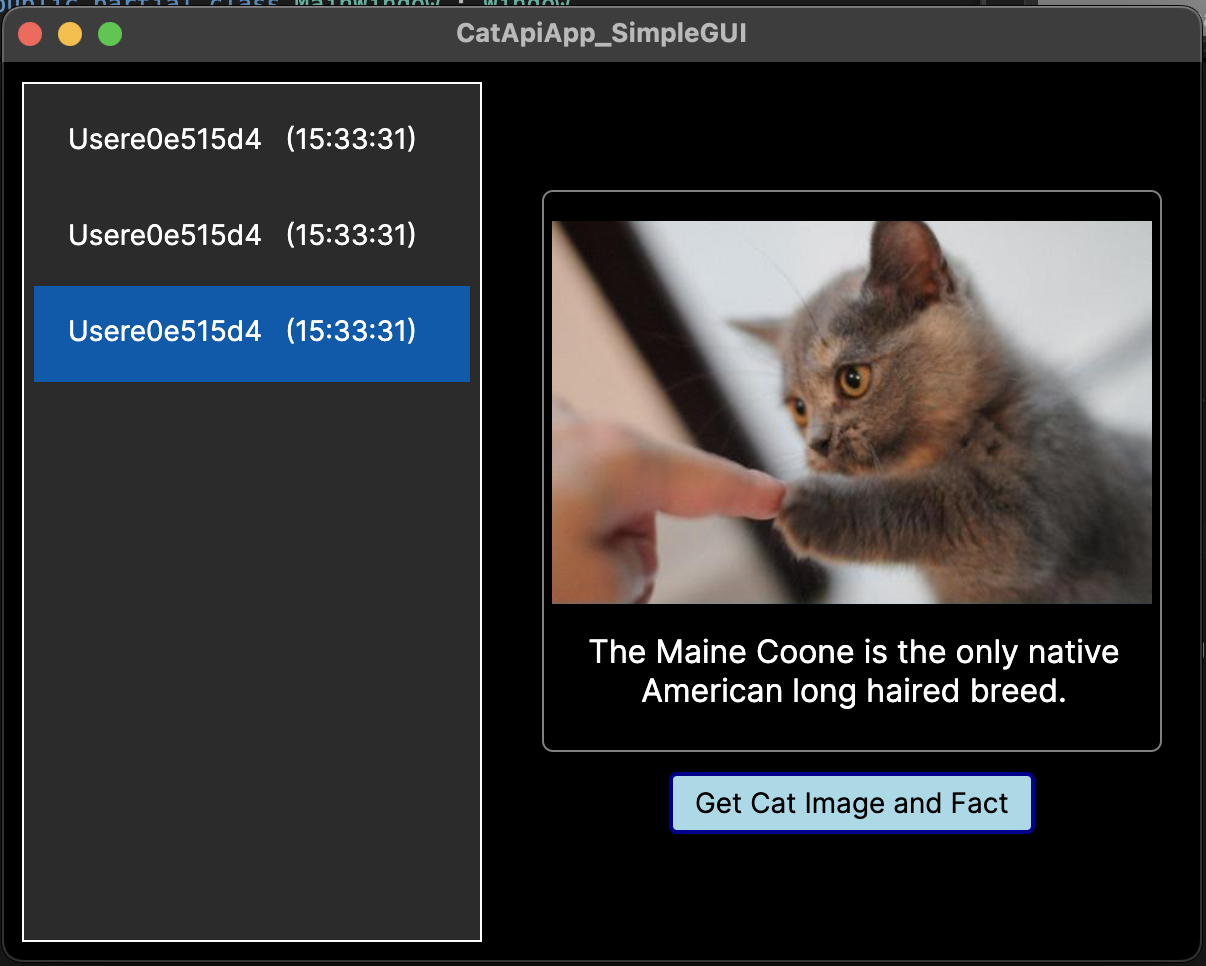 public partial class MainWindow : Window
CatApiApp_SimpleGUI
Usere0e515d4 (15:33:31)
Usere0e515d4 (15:33:31)
Usere0e515d4 (15:33:31)
The Maine Coone is the only native
American long haired breed.
Get Cat Image and Fact